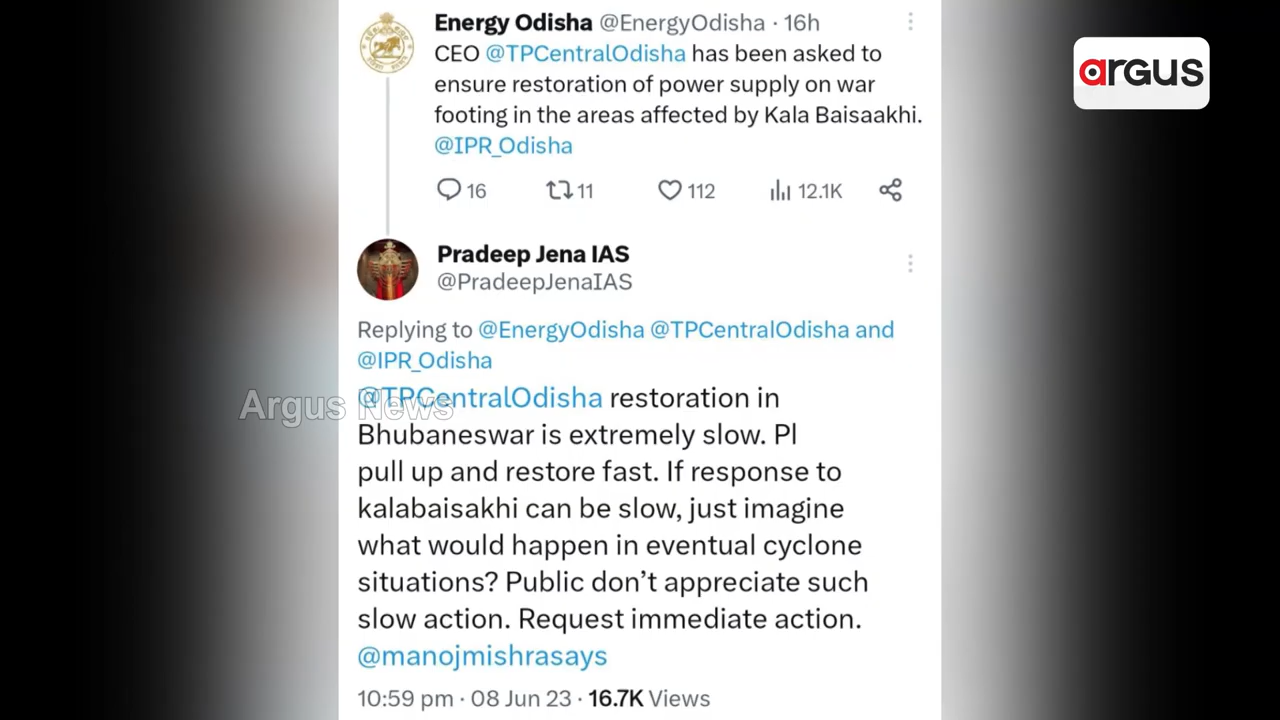 Energy Odisha @EnergyOdisha · 16h
CEO @TPCentralOdisha has been asked to
ensure restoration of power supply on war
footing in the areas affected by Kala Baisaakhi.
@IPR_Odisha
16 11 112 12.1K
argus
Pradeep Jena IAS
@PradeepJenaIAS
Replying to @EnergyOdisha @TPCentralOdisha and
@IPR_Odisha
@TPCentralOdisha restoration in
Argus News
Bhubaneswar is extremely slow. Pl
pull up and restore fast. If response to
kalabaisakhi can be slow, just imagine
what would happen in eventual cyclone
situations? Public don’t appreciate such
slow action. Request immediate action.
@manojmishrasays
10:59 pm · 08 Jun 23 · 16.7K Views